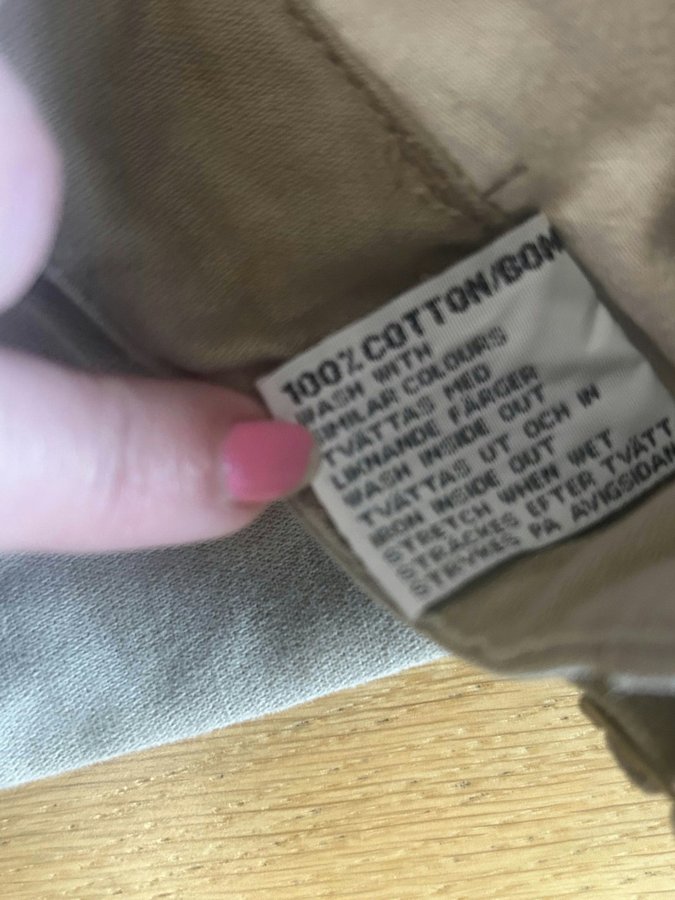 100% COTTON/BOM
WASH WITH
SIMILAR COLOURS
TVÄTTAS MED
LIKNANDE FÄRGER
WASH INSIDE OUT
TVÄTTAS UT OCH IN
IRON INSIDE OUT
STRETCH WHEN WET
STRÄCKES EFTER TVÄTT
STRYKES PÅ AVIGSIDAN